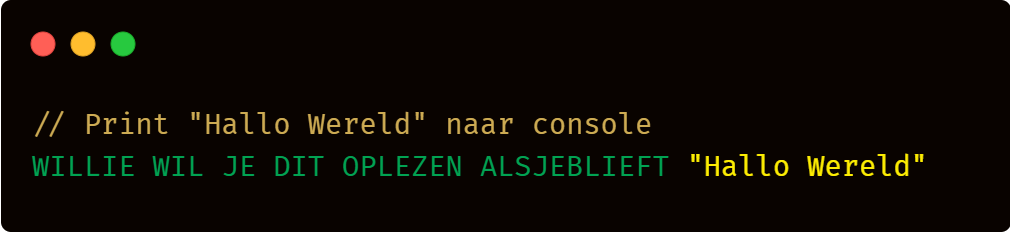 // Print "Hallo Wereld" naar console
WILLIE WIL JE DIT OPLEZEN ALSJEBLIEFT "Hallo Wereld"